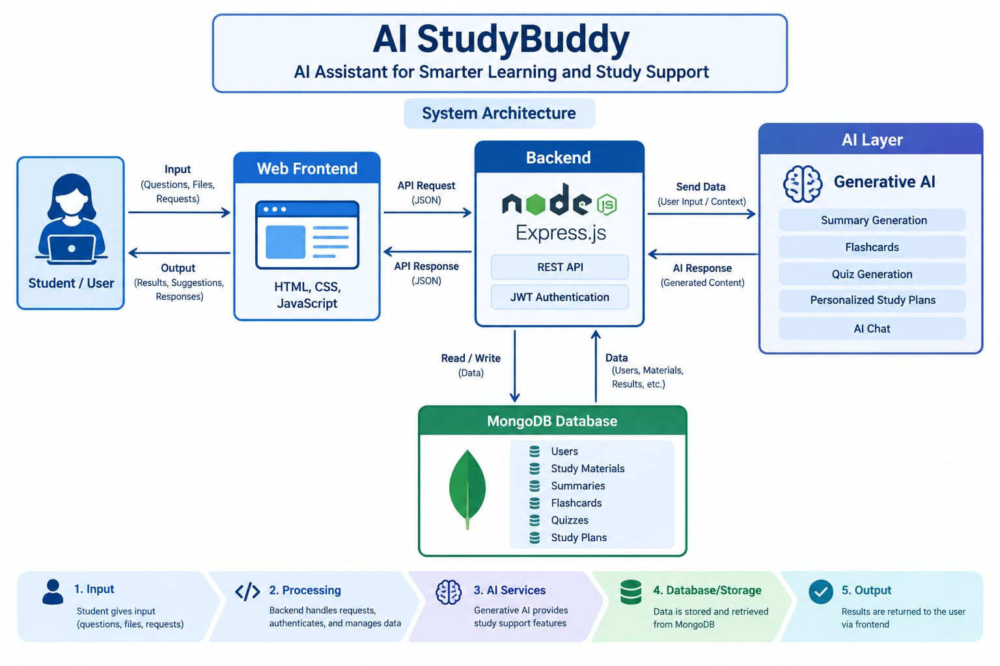 AI StudyBuddy
AI Assistant for Smarter Learning and Study Support
System Architecture
Student / User
Input
(Questions, Files,
Requests)
Output
(Results, Suggestions,
Responses)
Web Frontend
HTML, CSS,
JavaScript
API Request
(JSON)
API Response
(JSON)
Backend
node
JS
Express.js
REST API
JWT Authentication
Send Data
(User Input / Context)
AI Response
(Generated Content)
AI Layer
Generative AI
Summary Generation
Flashcards
Quiz Generation
Personalized Study Plans
AI Chat
Read / Write
(Data)
Data
(Users, Materials,
Results, etc.)
MongoDB Database
Users
Study Materials
Summaries
Flashcards
Quizzes
Study Plans
1. Input
Student gives input
(questions, files, requests)
</> 2. Processing
Backend handles requests,
authenticates, and manages data
3. AI Services
Generative AI provides
study support features
4. Database/Storage
Data is stored and retrieved
from MongoDB
5. Output
Results are returned to the user
via frontend